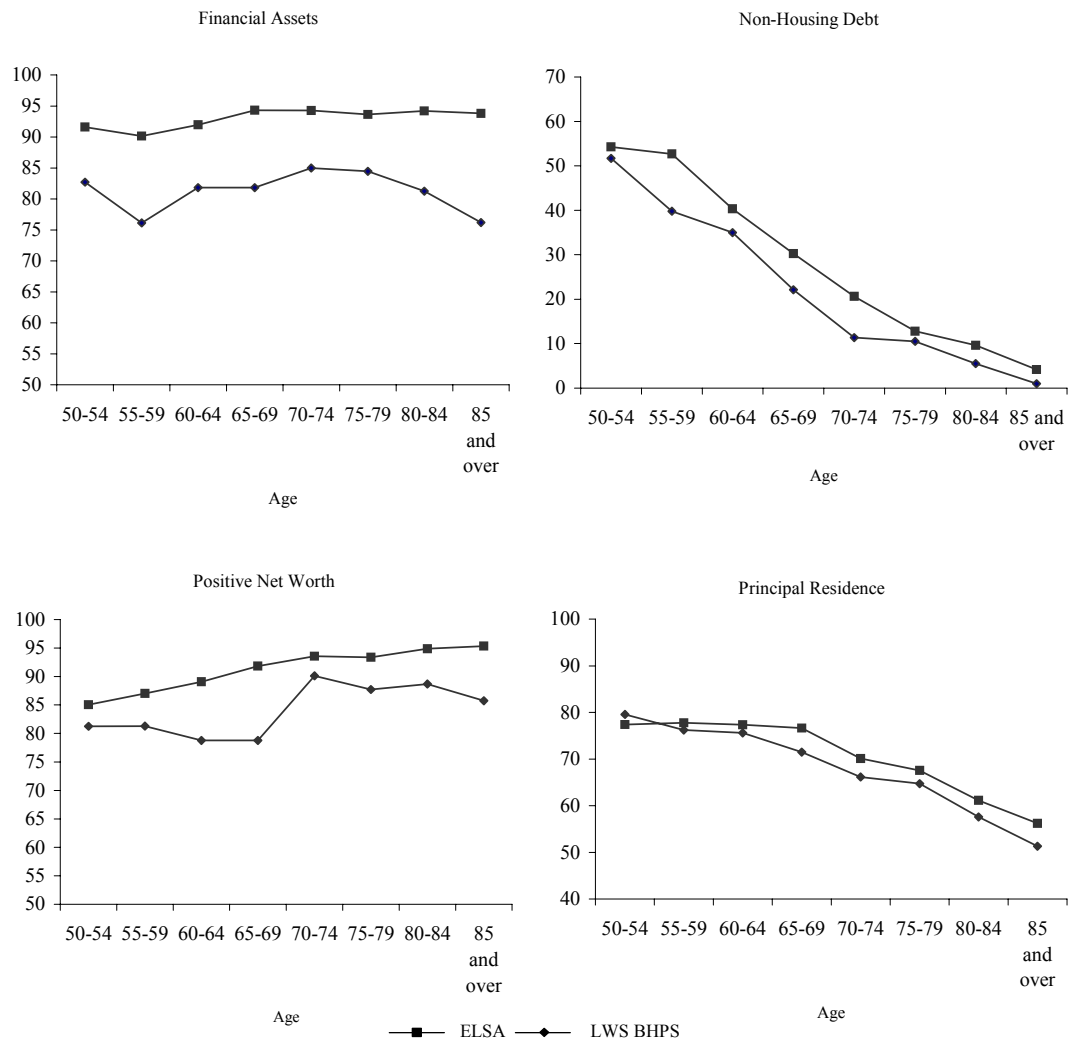 Financial Assets
100
95
90
85
80
75
70
65
60
55
50
50-54 55-59 60-64 65-69 70-74 75-79 80-84 85
and
over
Age
Non-Housing Debt
70
60
50
40
30
20
10
0
50-54 55-59 60-64 65-69 70-74 75-79 80-84 85 and
over
Age
Positive Net Worth
100
95
90
85
80
75
70
65
60
55
50
50-54 55-59 60-64 65-69 70-74 75-79 80-84 85
and
over
Age
Principal Residence
100
90
80
70
60
50
40
50-54 55-59 60-64 65-69 70-74 75-79 80-84 85
and
over
Age
ELSA LWS BHPS